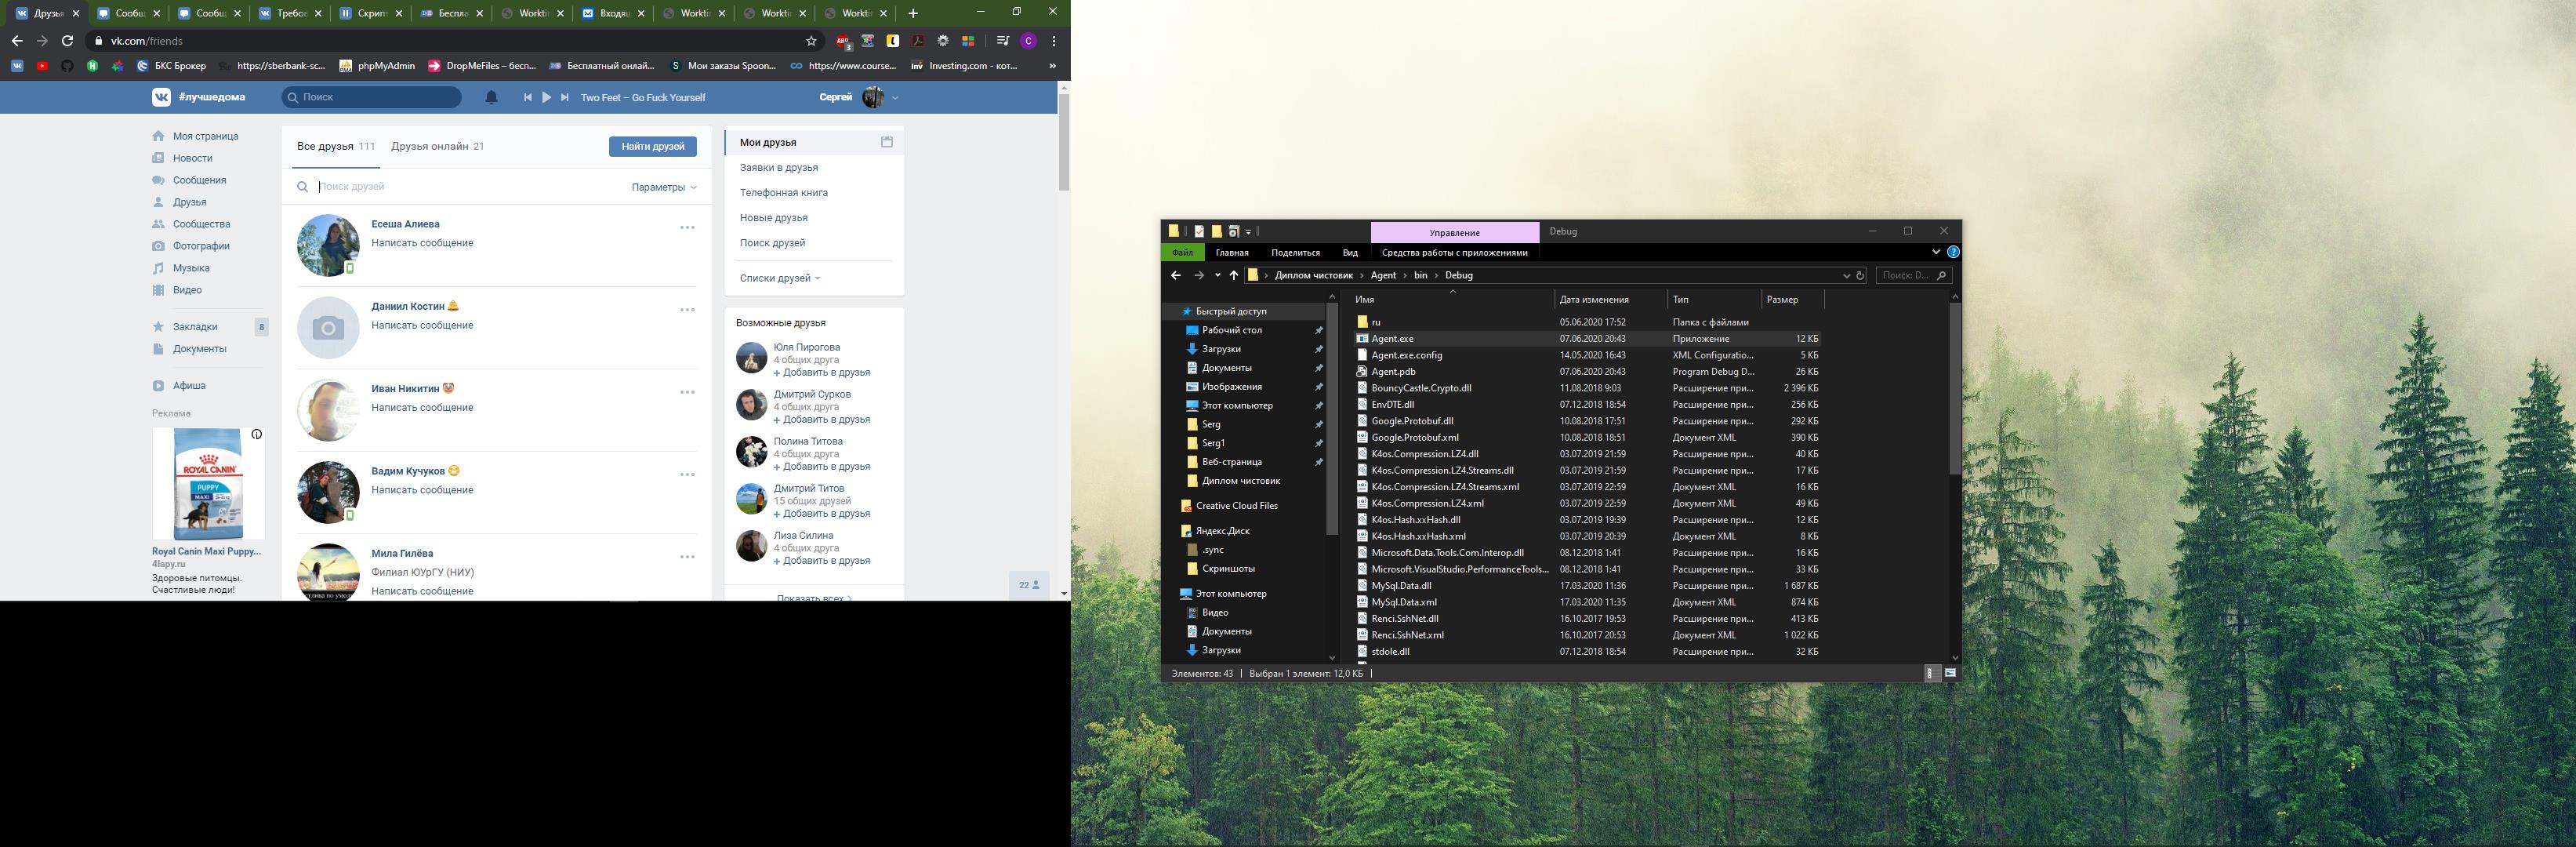 Друзья
Сообщ
Сообщ
Требов
Скрип
Беспла
Workti
Входящ
Workti
Workti
Workti
vk.com/friends
БКС Брокер
https://sberbank-sc...
phpMyAdmin
DropMeFiles – бесп...
Бесплатный онлай...
Мои заказы Spoon...
https://www.course...
Investing.com - кот...
#лучшедома
Поиск
Two Feet – Go Fuck Yourself
Сергей
Моя страница
Новости
Сообщения
Друзья
Сообщества
Фотографии
Музыка
Видео
Закладки 8
Документы
Афиша
Реклама
ROYAL CANIN
PUPPY
MAXI
Royal Canin Maxi Puppy...
4lapy.ru
Здоровые питомцы.
Счастливые люди!
Все друзья 111
Друзья онлайн 21
Найти друзей
Поиск друзей
Параметры
Есеша Алиева
Написать сообщение
Даниил Костин
Написать сообщение
Иван Никитин
Написать сообщение
Вадим Кучуков
Написать сообщение
Мила Гилёва
Филиал ЮУрГУ (НИУ)
Написать сообщение
Мои друзья
Заявки в друзья
Телефонная книга
Новые друзья
Поиск друзей
Списки друзей
Возможные друзья
Юля Пирогова
4 общих друга
+ Добавить в друзья
Дмитрий Сурков
4 общих друга
+ Добавить в друзья
Полина Титова
4 общих друга
+ Добавить в друзья
Дмитрий Титов
15 общих друзей
+ Добавить в друзья
Лиза Силина
4 общих друга
+ Добавить в друзья
Показать всех
22
Управление
Debug
Файл
Главная
Поделиться
Вид
Средства работы с приложениями
Диплом чистовик › Agent › bin › Debug
Поиск: D...
Быстрый доступ
Рабочий стол
Загрузки
Документы
Изображения
Этот компьютер
Serg
Serg1
Веб-страница
Диплом чистовик
Creative Cloud Files
Яндекс.Диск
.sync
Скриншоты
Этот компьютер
Видео
Документы
Загрузки
Имя Дата изменения Тип Размер
ru 05.06.2020 17:52 Папка с файлами
Agent.exe 07.06.2020 20:43 Приложение 12 КБ
Agent.exe.config 14.05.2020 16:43 XML Configuratio... 5 КБ
Agent.pdb 07.06.2020 20:43 Program Debug D... 26 КБ
BouncyCastle.Crypto.dll 11.08.2018 9:03 Расширение при... 2 396 КБ
EnvDTE.dll 07.12.2018 18:54 Расширение при... 256 КБ
Google.Protobuf.dll 10.08.2018 17:51 Расширение при... 292 КБ
Google.Protobuf.xml 10.08.2018 18:51 Документ XML 390 КБ
K4os.Compression.LZ4.dll 03.07.2019 21:59 Расширение при... 40 КБ
K4os.Compression.LZ4.Streams.dll 03.07.2019 21:59 Расширение при... 17 КБ
K4os.Compression.LZ4.Streams.xml 03.07.2019 22:59 Документ XML 16 КБ
K4os.Compression.LZ4.xml 03.07.2019 22:59 Документ XML 49 КБ
K4os.Hash.xxHash.dll 03.07.2019 19:39 Расширение при... 12 КБ
K4os.Hash.xxHash.xml 03.07.2019 20:39 Документ XML 8 КБ
Microsoft.Data.Tools.Com.Interop.dll 08.12.2018 1:41 Расширение при... 16 КБ
Microsoft.VisualStudio.PerformanceTools... 08.12.2018 1:41 Расширение при... 33 КБ
MySql.Data.dll 17.03.2020 11:36 Расширение при... 1 687 КБ
MySql.Data.xml 17.03.2020 11:35 Документ XML 874 КБ
Renci.SshNet.dll 16.10.2017 19:53 Расширение при... 413 КБ
Renci.SshNet.xml 16.10.2017 20:53 Документ XML 1 022 КБ
stdole.dll 07.12.2018 18:54 Расширение при... 32 КБ
Элементов: 43
Выбран 1 элемент: 12,0 КБ